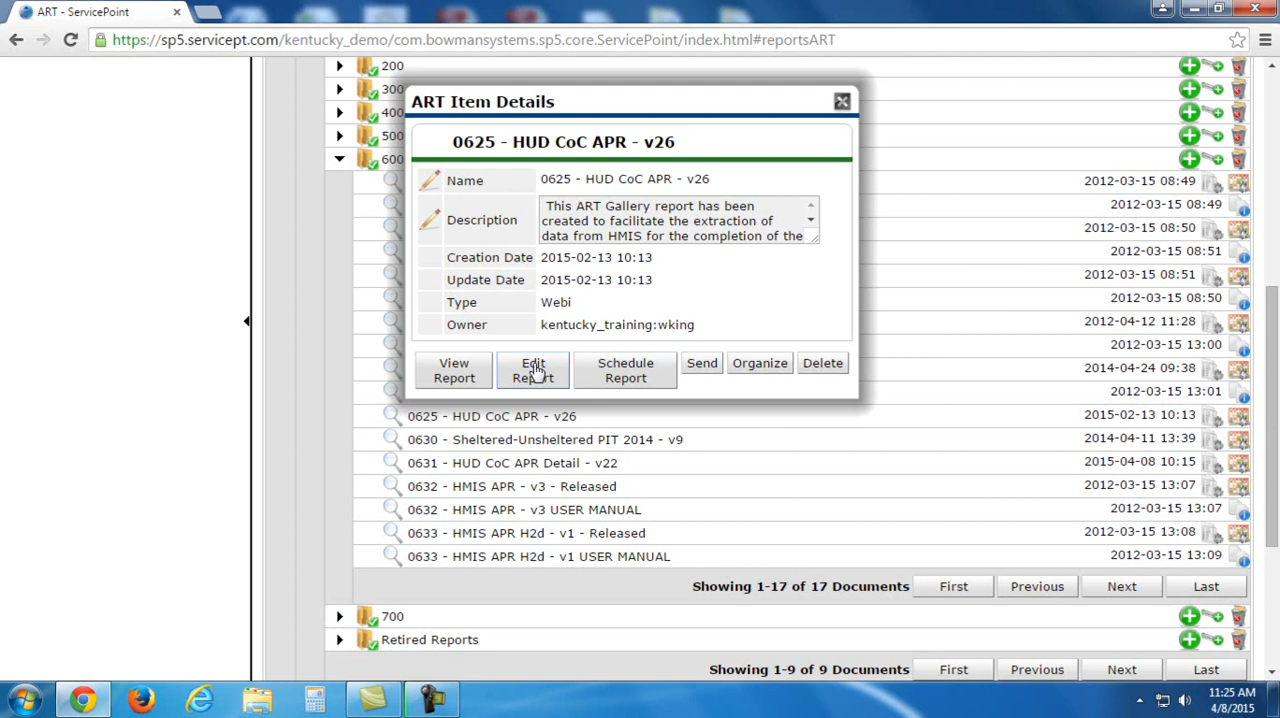 ART - ServicePoint
https://sp5.servicept.com/kentucky_demo/com.bowmansystems.sp5.core.ServicePoint/index.html#reportsART
200
300
400
500
600
ART Item Details
0625 - HUD CoC APR - v26
Name 0625 - HUD CoC APR - v26
Description This ART Gallery report has been
created to facilitate the extraction of
data from HMIS for the completion of the
Creation Date 2015-02-13 10:13
Update Date 2015-02-13 10:13
Type Webi
Owner kentucky_training:wking
View Report Edit Report Schedule Report Send Organize Delete
2012-03-15 08:49
2012-03-15 08:49
2012-03-15 08:50
2012-03-15 08:51
2012-03-15 08:51
2012-03-15 08:50
2012-04-12 11:28
2012-03-15 13:00
2014-04-24 09:38
2012-03-15 13:01
0625 - HUD CoC APR - v26 2015-02-13 10:13
0630 - Sheltered-Unsheltered PIT 2014 - v9 2014-04-11 13:39
0631 - HUD CoC APR Detail - v22 2015-04-08 10:15
0632 - HMIS APR - v3 - Released 2012-03-15 13:07
0632 - HMIS APR - v3 USER MANUAL 2012-03-15 13:07
0633 - HMIS APR H2d - v1 - Released 2012-03-15 13:08
0633 - HMIS APR H2d - v1 USER MANUAL 2012-03-15 13:09
Showing 1-17 of 17 Documents First Previous Next Last
700
Retired Reports
Showing 1-9 of 9 Documents First Previous Next Last
11:25 AM
4/8/2015